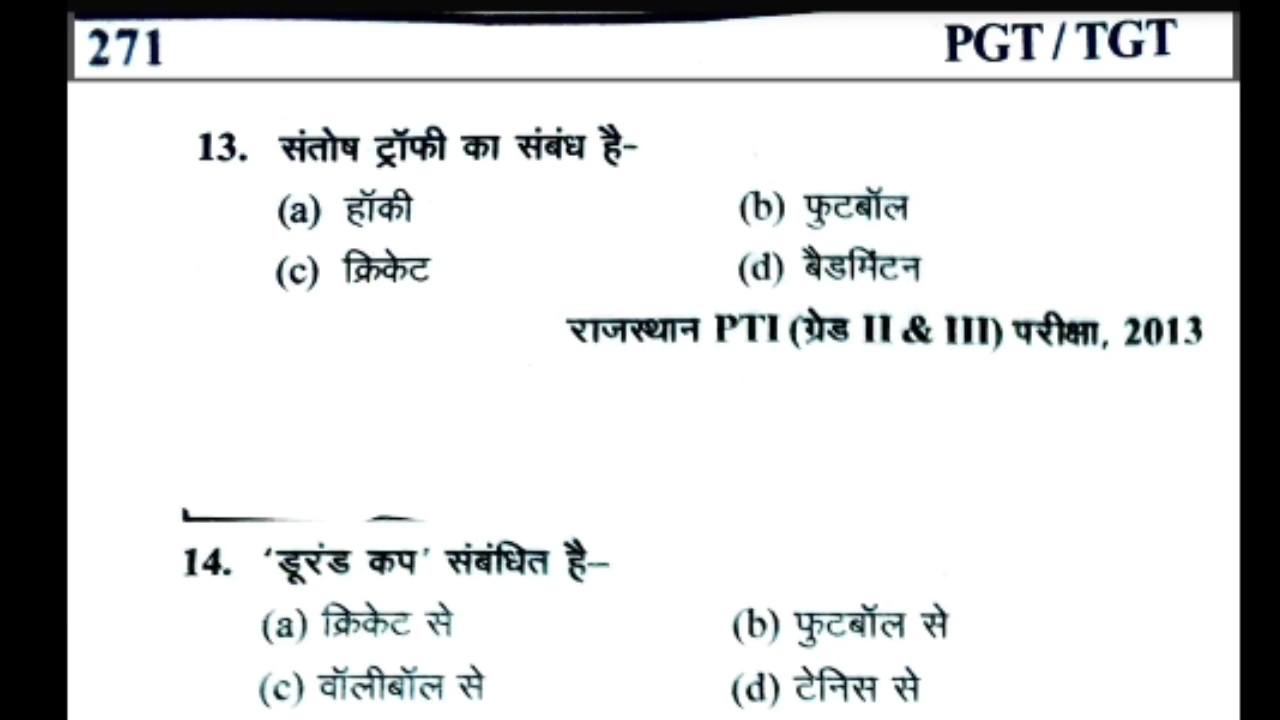 271 PGT / TGT
13. संतोष ट्रॉफी का संबंध है-
(a) हॉकी (b) फुटबॉल
(c) क्रिकेट (d) बैडमिंटन
राजस्थान PTI (ग्रेड II & III) परीक्षा, 2013
14. 'डूरंड कप' संबंधित है–
(a) क्रिकेट से (b) फुटबॉल से
(c) वॉलीबॉल से (d) टेनिस से